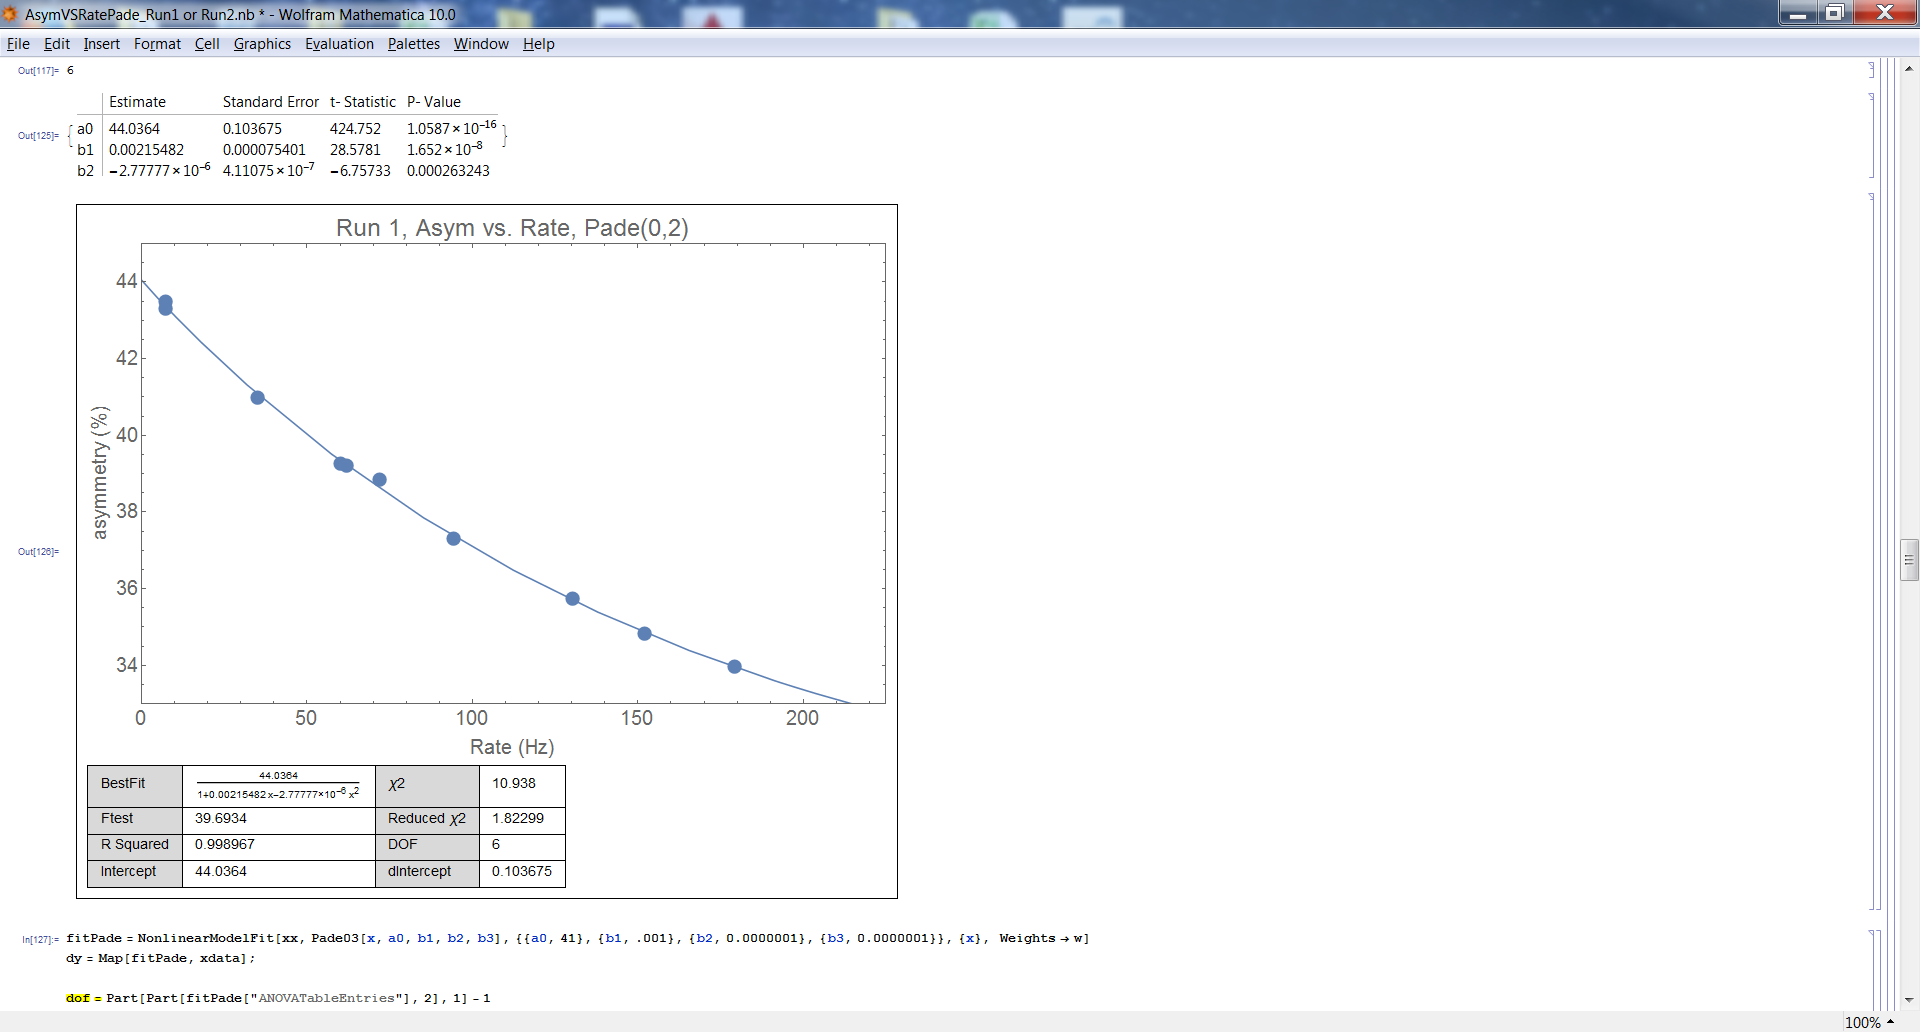 AsymVSRatePade_Run1 or Run2.nb * - Wolfram Mathematica 10.0
File Edit Insert Format Cell Graphics Evaluation Palettes Window Help
Out[117]= 6
Estimate Standard Error t- Statistic P- Value
a0 44.0364 0.103675 424.752 1.0587×10⁻¹⁶
Out[125]= { }
b1 0.00215482 0.000075401 28.5781 1.652×10⁻⁸
b2 -2.77777×10⁻⁶ 4.11075×10⁻⁷ -6.75733 0.000263243
Run 1, Asym vs. Rate, Pade(0,2)
44
42
40
38
36
34
asymmetry (%)
0 50 100 150 200
Rate (Hz)
Out[126]=
BestFit 44.0364 / 1+0.00215482 x-2.77777×10⁻⁶ x² χ2 10.938
Ftest 39.6934 Reduced χ2 1.82299
R Squared 0.998967 DOF 6
Intercept 44.0364 dIntercept 0.103675
In[127]:= fitPade = NonlinearModelFit[xx, Pade03[x, a0, b1, b2, b3], {{a0, 41}, {b1, .001}, {b2, 0.0000001}, {b3, 0.0000001}}, {x}, Weights → w]
dy = Map[fitPade, xdata];
dof = Part[Part[fitPade["ANOVATableEntries"], 2], 1] - 1
100%